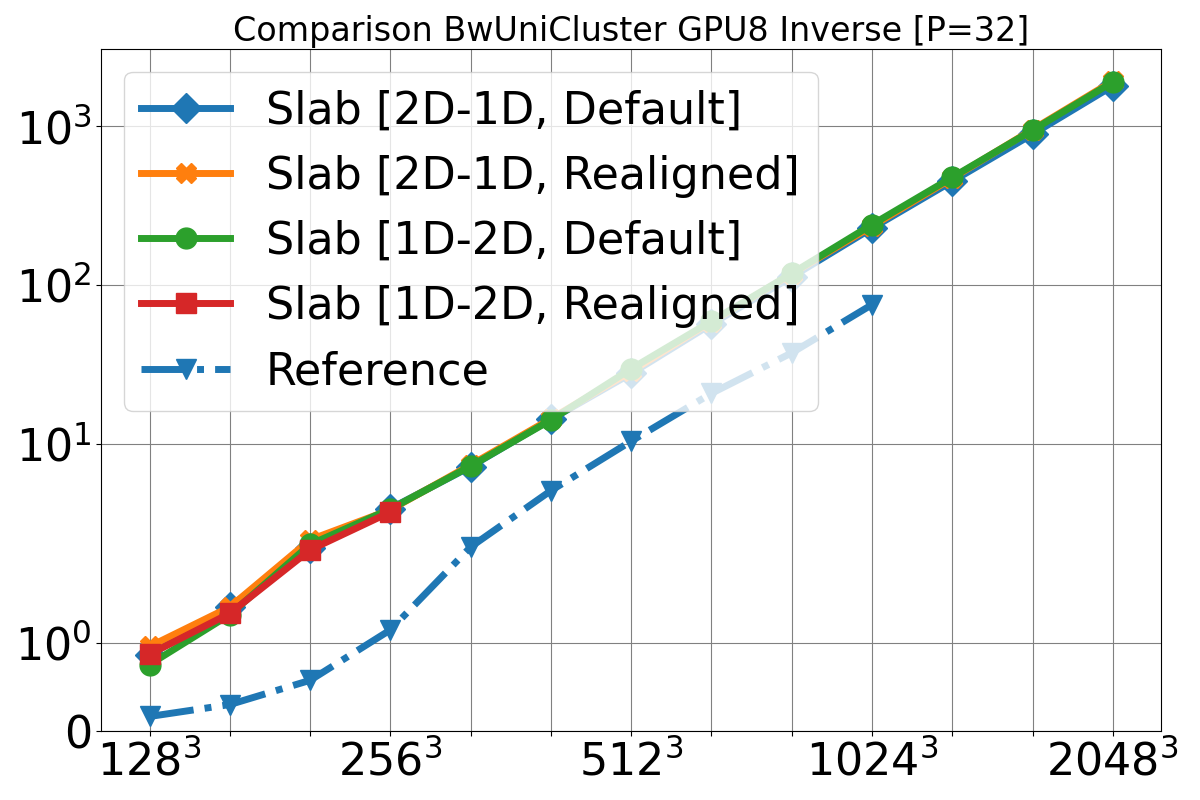 Comparison BwUniCluster GPU8 Inverse [P=32]
10³
10²
10¹
10⁰
0
Slab [2D-1D, Default]
Slab [2D-1D, Realigned]
Slab [1D-2D, Default]
Slab [1D-2D, Realigned]
Reference
128³ 256³ 512³ 1024³ 2048³